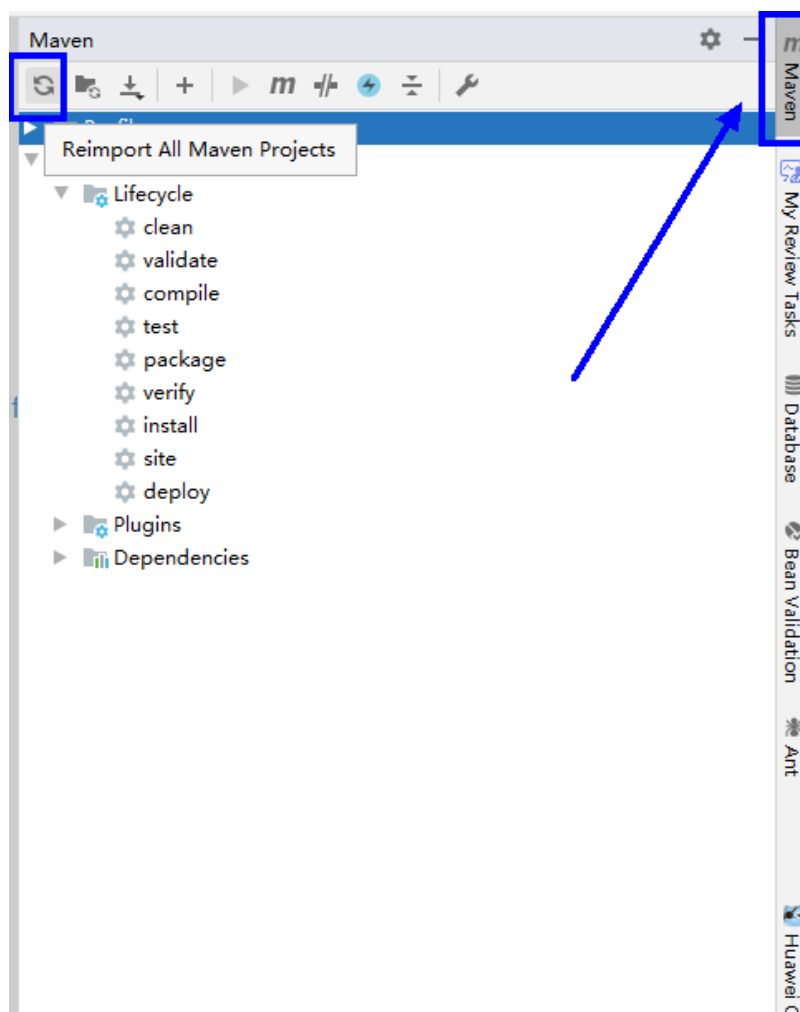 Maven
m
Reimport All Maven Projects
Lifecycle
clean
validate
compile
test
package
verify
install
site
deploy
Plugins
Dependencies
Maven
My Review Tasks
Database
Bean Validation
Ant
Huawei